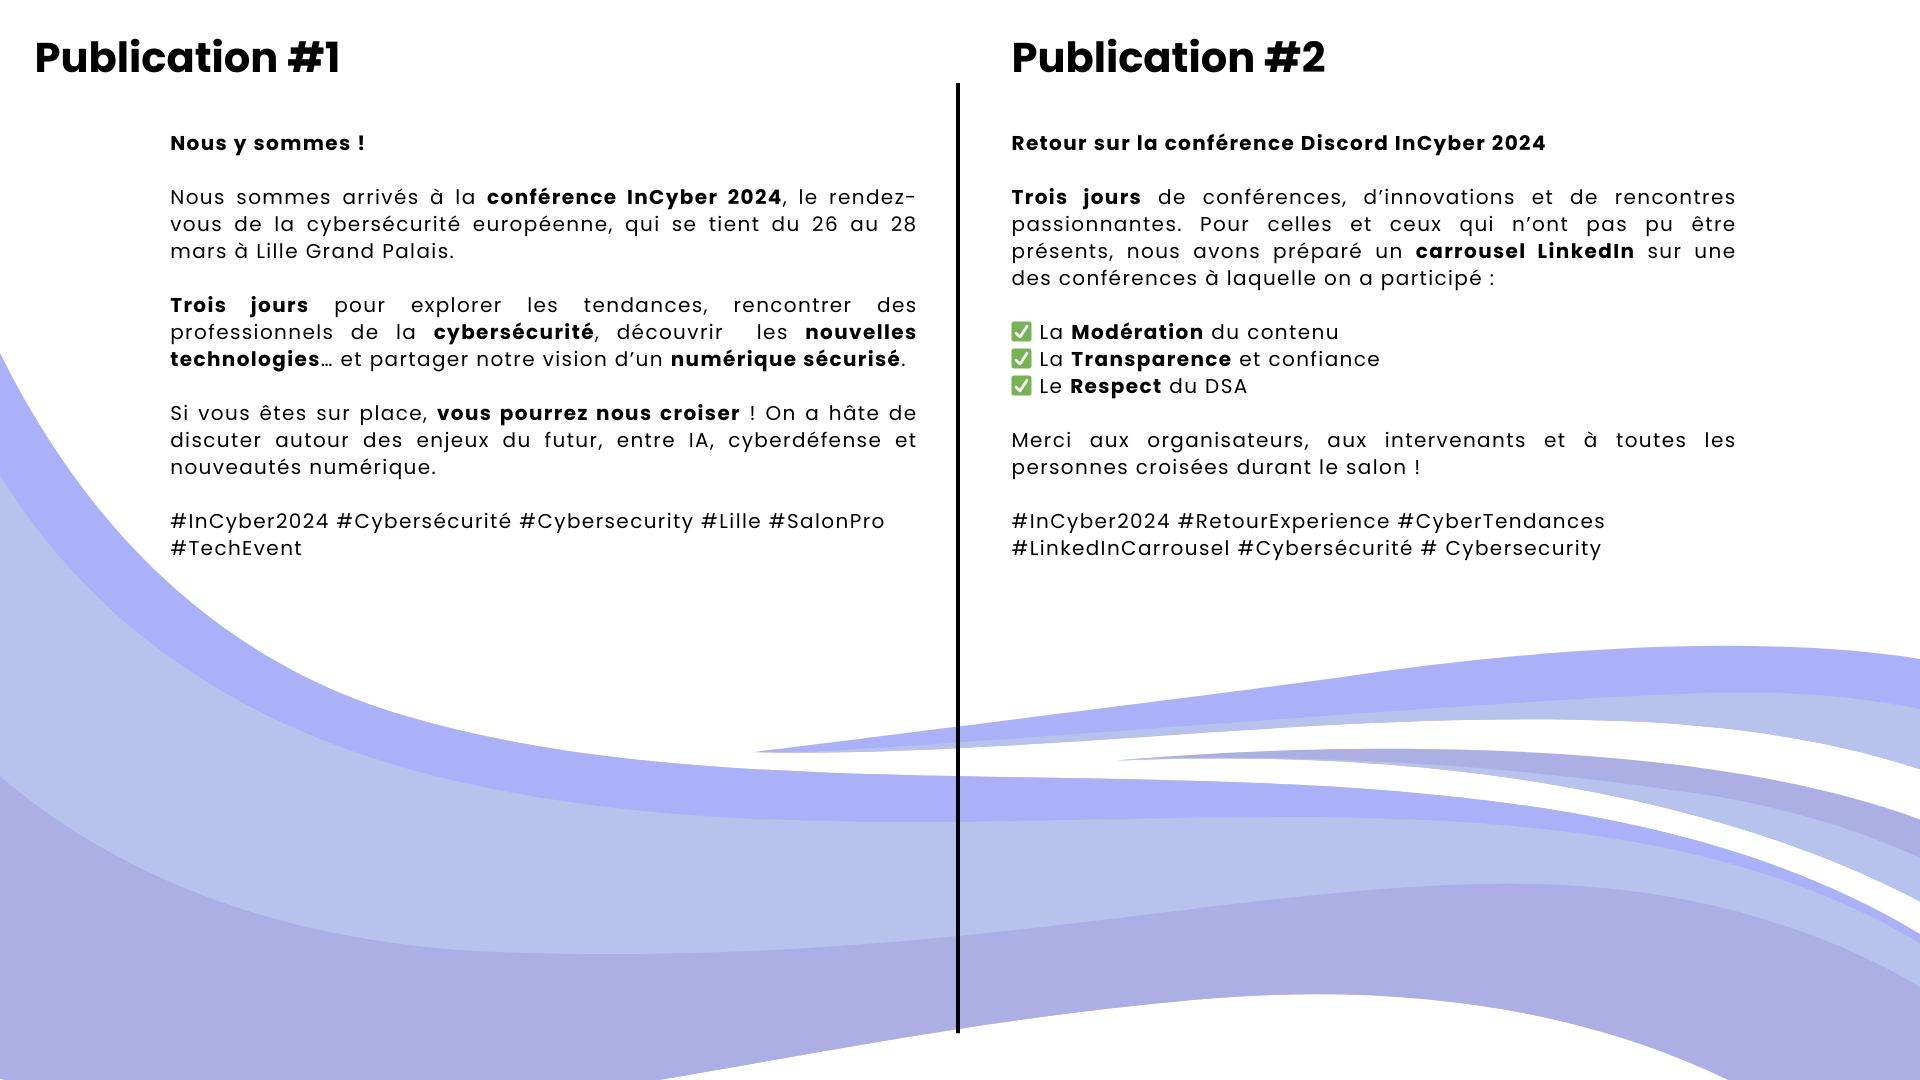 Publication #1
Nous y sommes !
Nous sommes arrivés à la conférence InCyber 2024, le rendez-
vous de la cybersécurité européenne, qui se tient du 26 au 28
mars à Lille Grand Palais.
Trois jours pour explorer les tendances, rencontrer des
professionnels de la cybersécurité, découvrir les nouvelles
technologies… et partager notre vision d’un numérique sécurisé.
Si vous êtes sur place, vous pourrez nous croiser ! On a hâte de
discuter autour des enjeux du futur, entre IA, cyberdéfense et
nouveautés numérique.
#InCyber2024 #Cybersécurité #Cybersecurity #Lille #SalonPro
#TechEvent
Publication #2
Retour sur la conférence Discord InCyber 2024
Trois jours de conférences, d’innovations et de rencontres
passionnantes. Pour celles et ceux qui n’ont pas pu être
présents, nous avons préparé un carrousel LinkedIn sur une
des conférences à laquelle on a participé :
✅ La Modération du contenu
✅ La Transparence et confiance
✅ Le Respect du DSA
Merci aux organisateurs, aux intervenants et à toutes les
personnes croisées durant le salon !
#InCyber2024 #RetourExperience #CyberTendances
#LinkedInCarrousel #Cybersécurité # Cybersecurity